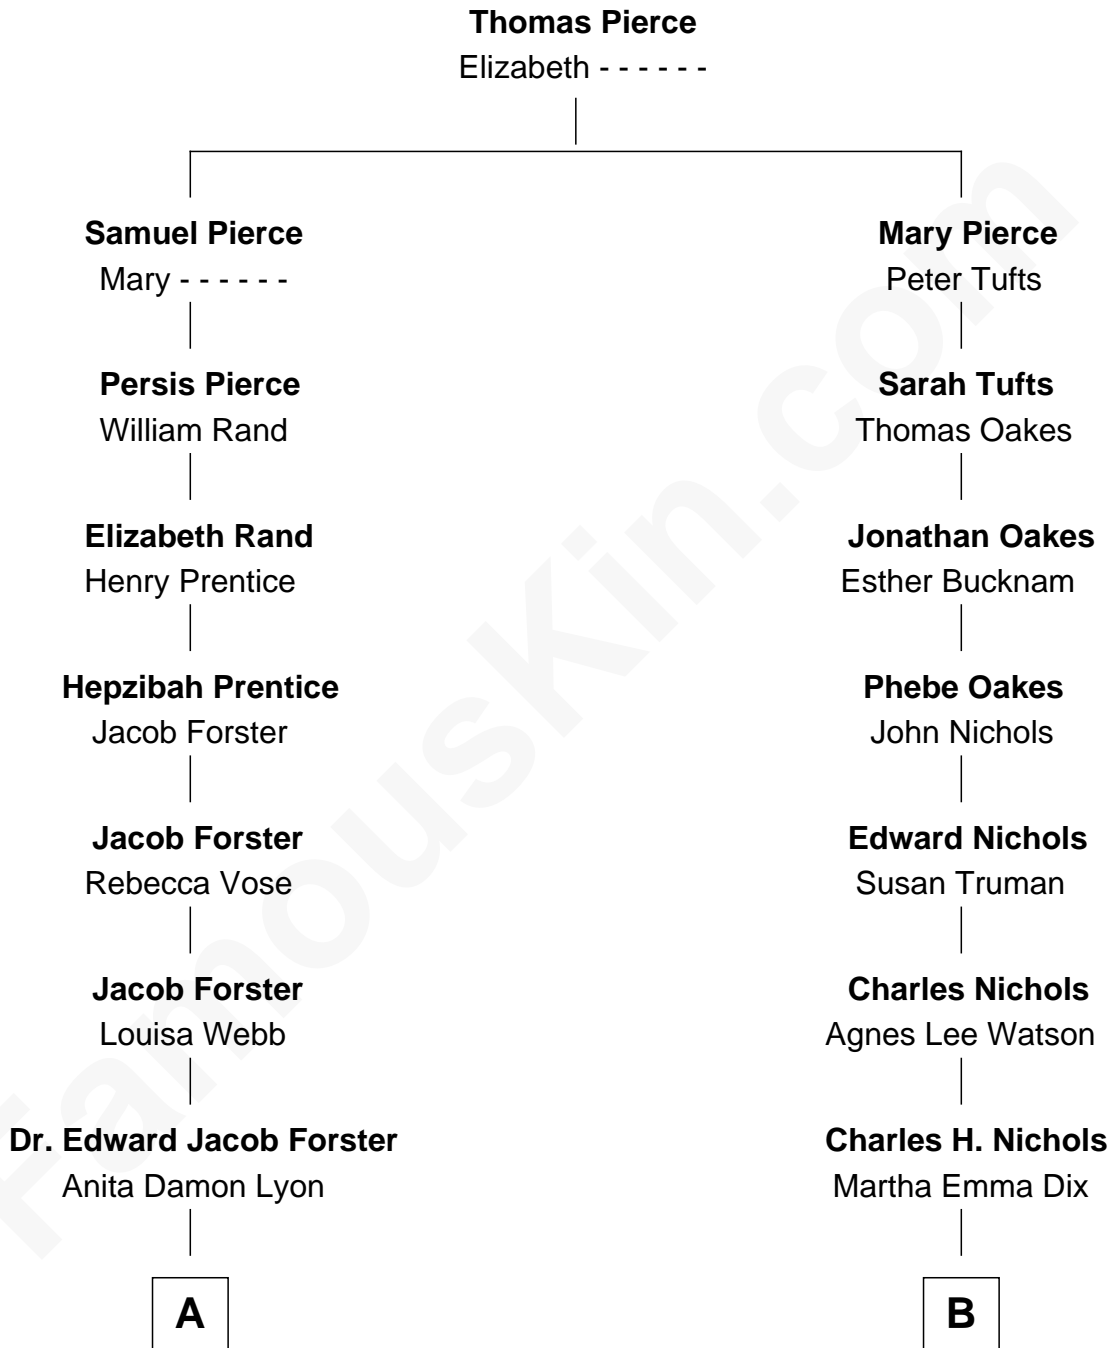 Thomas Pierce
Elizabeth - - - - - -
Samuel Pierce
Mary - - - - - -
Mary Pierce
Peter Tufts
Persis Pierce
William Rand
Sarah Tufts
Thomas Oakes
Elizabeth Rand
Henry Prentice
Jonathan Oakes
Esther Bucknam
Hepzibah Prentice
Jacob Forster
Phebe Oakes
John Nichols
Jacob Forster
Rebecca Vose
Edward Nichols
Susan Truman
Jacob Forster
Louisa Webb
Charles Nichols
Agnes Lee Watson
Dr. Edward Jacob Forster
Anita Damon Lyon
Charles H. Nichols
Martha Emma Dix
A
B
FamousKin.com